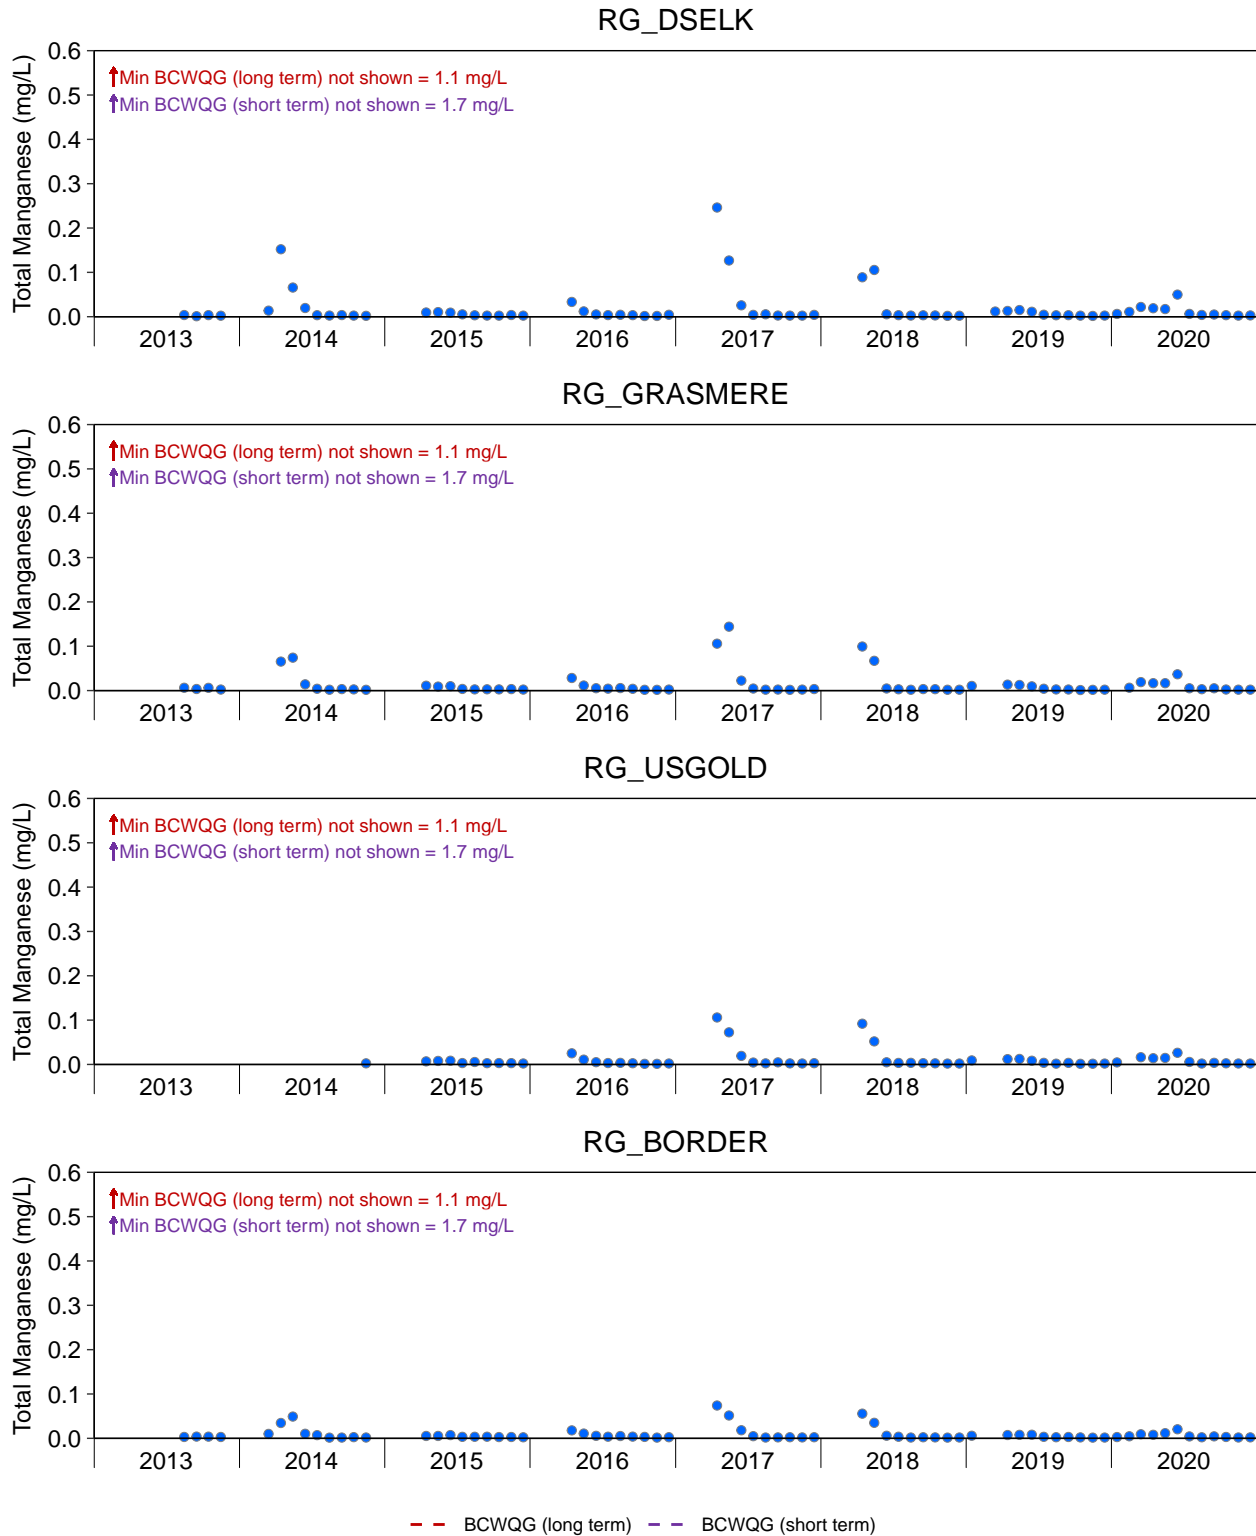 RG_DSELK
Total Manganese (mg/L)
0.6
0.5
0.4
0.3
0.2
0.1
0.0
Min BCWQG (long term) not shown = 1.1 mg/L
Min BCWQG (short term) not shown = 1.7 mg/L
2013 2014 2015 2016 2017 2018 2019 2020
RG_GRASMERE
Total Manganese (mg/L)
0.6
0.5
0.4
0.3
0.2
0.1
0.0
Min BCWQG (long term) not shown = 1.1 mg/L
Min BCWQG (short term) not shown = 1.7 mg/L
2013 2014 2015 2016 2017 2018 2019 2020
RG_USGOLD
Total Manganese (mg/L)
0.6
0.5
0.4
0.3
0.2
0.1
0.0
Min BCWQG (long term) not shown = 1.1 mg/L
Min BCWQG (short term) not shown = 1.7 mg/L
2013 2014 2015 2016 2017 2018 2019 2020
RG_BORDER
Total Manganese (mg/L)
0.6
0.5
0.4
0.3
0.2
0.1
0.0
Min BCWQG (long term) not shown = 1.1 mg/L
Min BCWQG (short term) not shown = 1.7 mg/L
2013 2014 2015 2016 2017 2018 2019 2020
BCWQG (long term) BCWQG (short term)